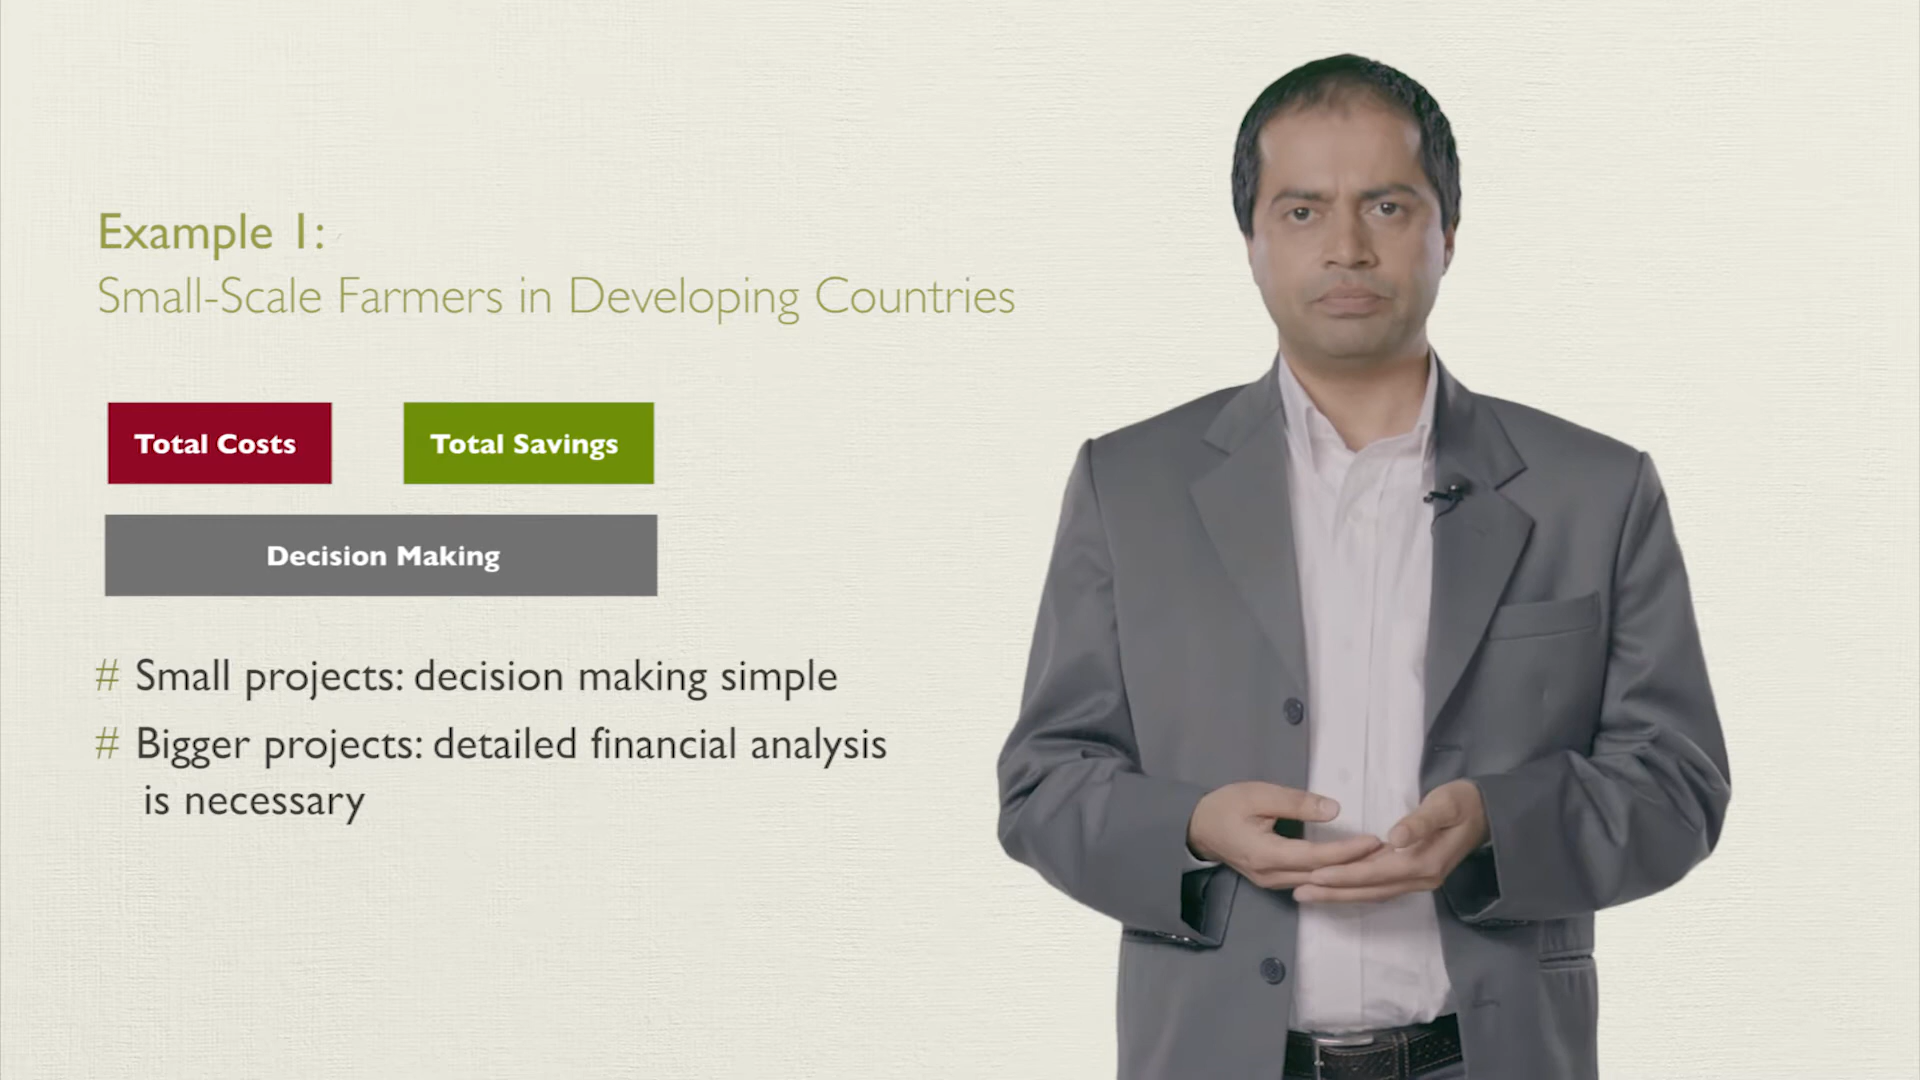 Example 1:
Small-Scale Farmers in Developing Countries
Total Costs
Total Savings
Decision Making
# Small projects: decision making simple
# Bigger projects: detailed financial analysis
is necessary